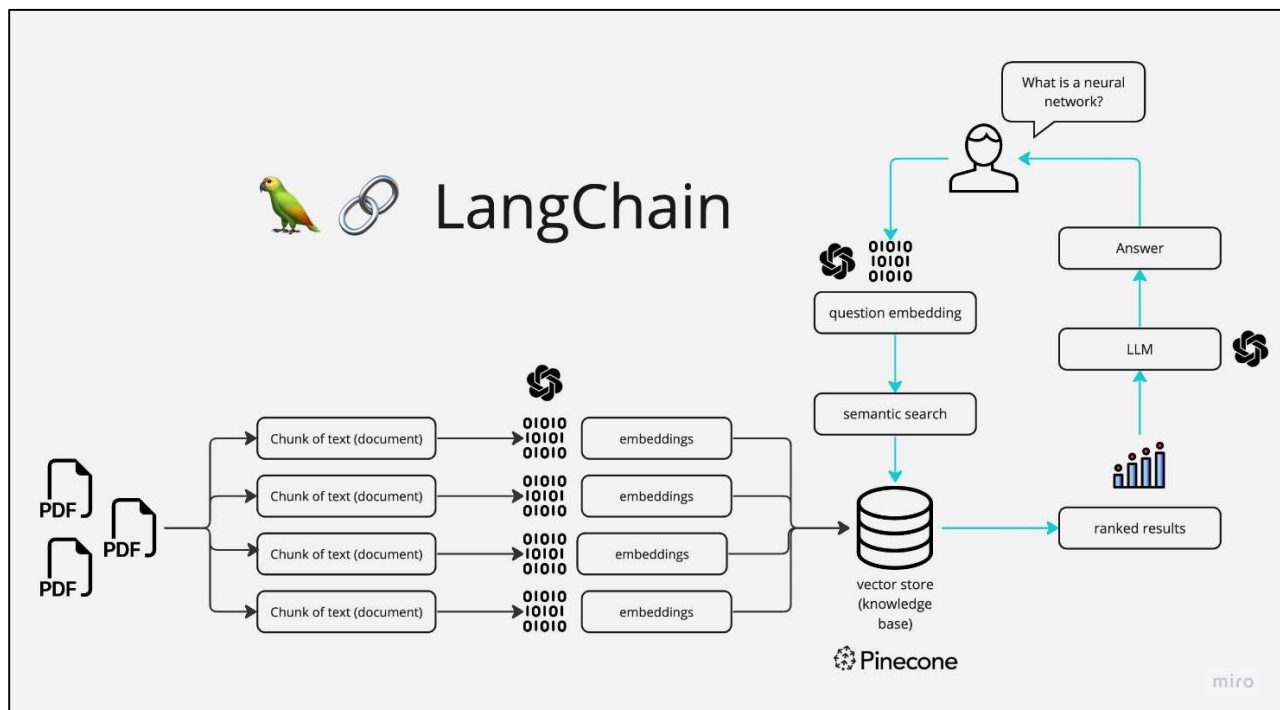 What is a neural
network?
LangChain
01010
10101
01010
Answer
question embedding
LLM
semantic search
Chunk of text (document)
01010
10101
01010
embeddings
Chunk of text (document)
01010
10101
01010
embeddings
Chunk of text (document)
01010
10101
01010
embeddings
Chunk of text (document)
01010
10101
01010
embeddings
PDF
PDF
PDF
ranked results
vector store
(knowledge
base)
Pinecone
miro